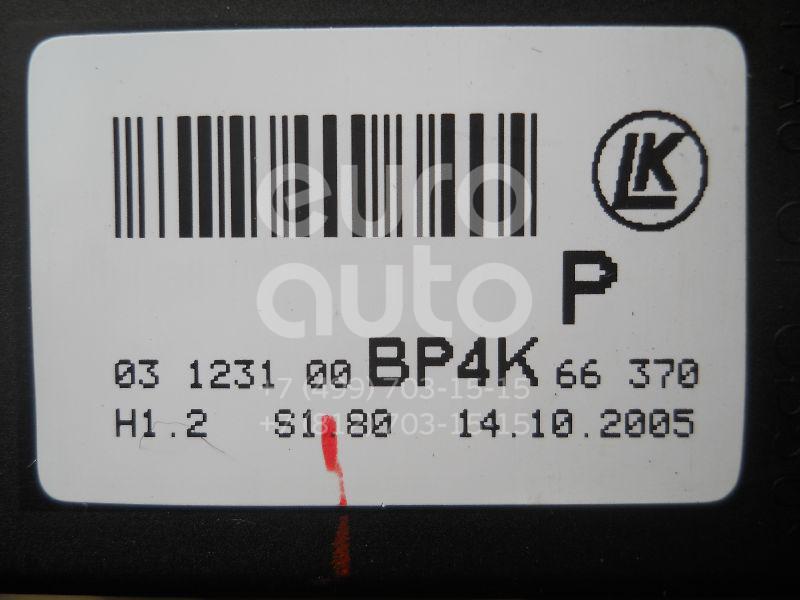 LK
P
03 1231 00 BP4K 66 370
H1.2 S1.80 14.10.2005
euro
auto
+7 (499) 703-15-15